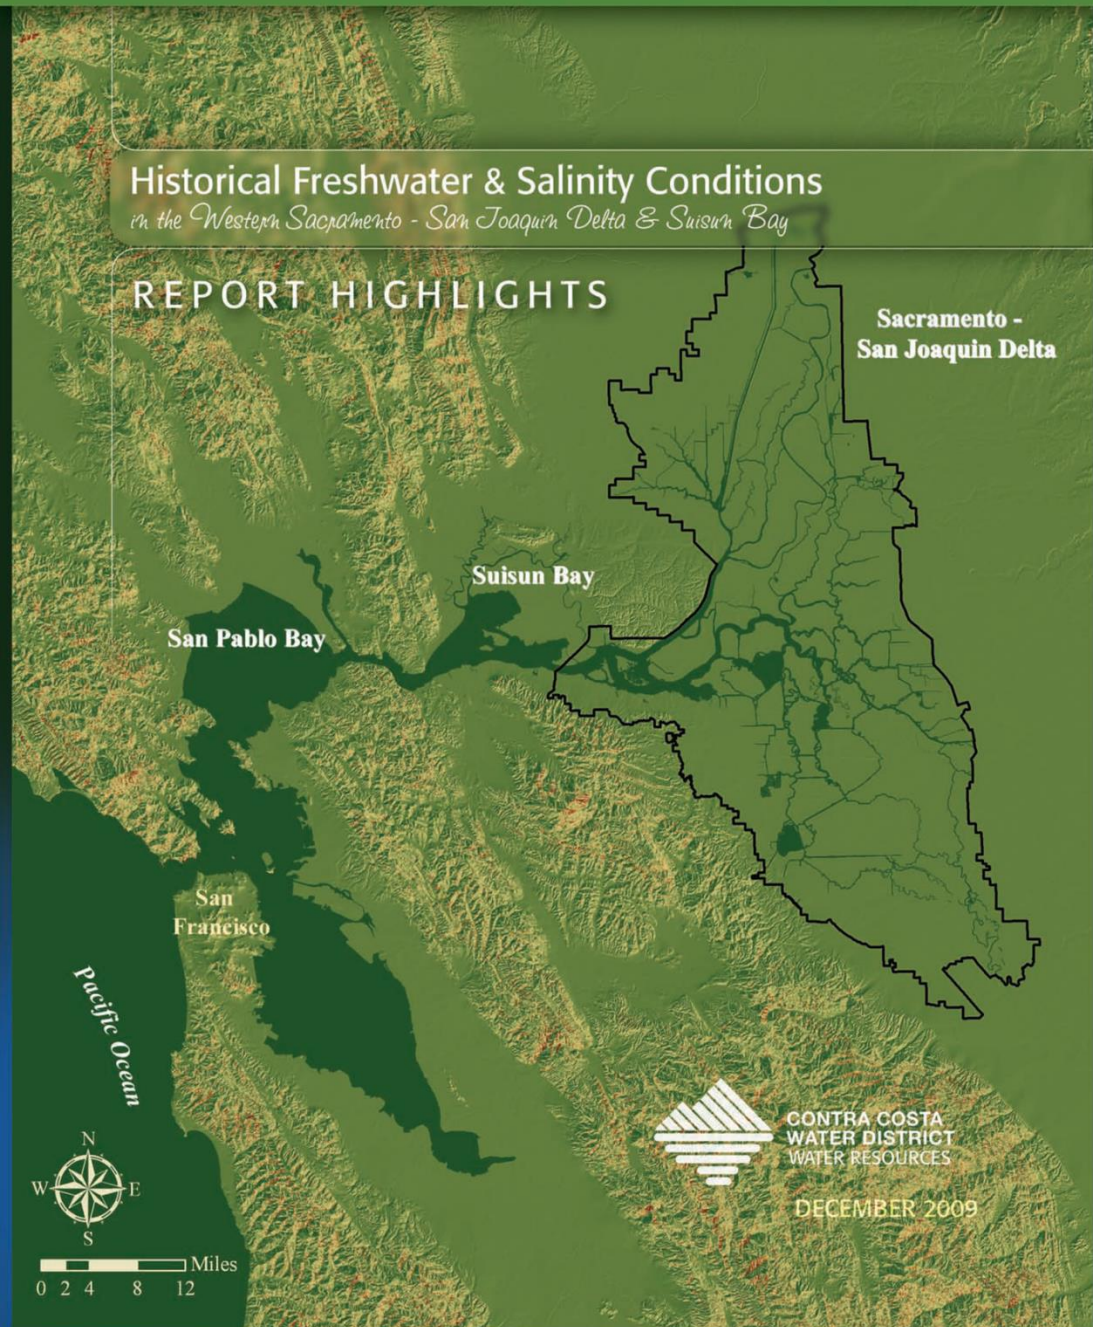 Historical Freshwater & Salinity Conditions
in the Western Sacramento - San Joaquin Delta & Suisun Bay
REPORT HIGHLIGHTS
Sacramento -
San Joaquin Delta
Suisun Bay
San Pablo Bay
San
Francisco
Pacific Ocean
CONTRA COSTA
WATER DISTRICT
WATER RESOURCES
DECEMBER 2009
N
W E
S
Miles
0 2 4 8 12